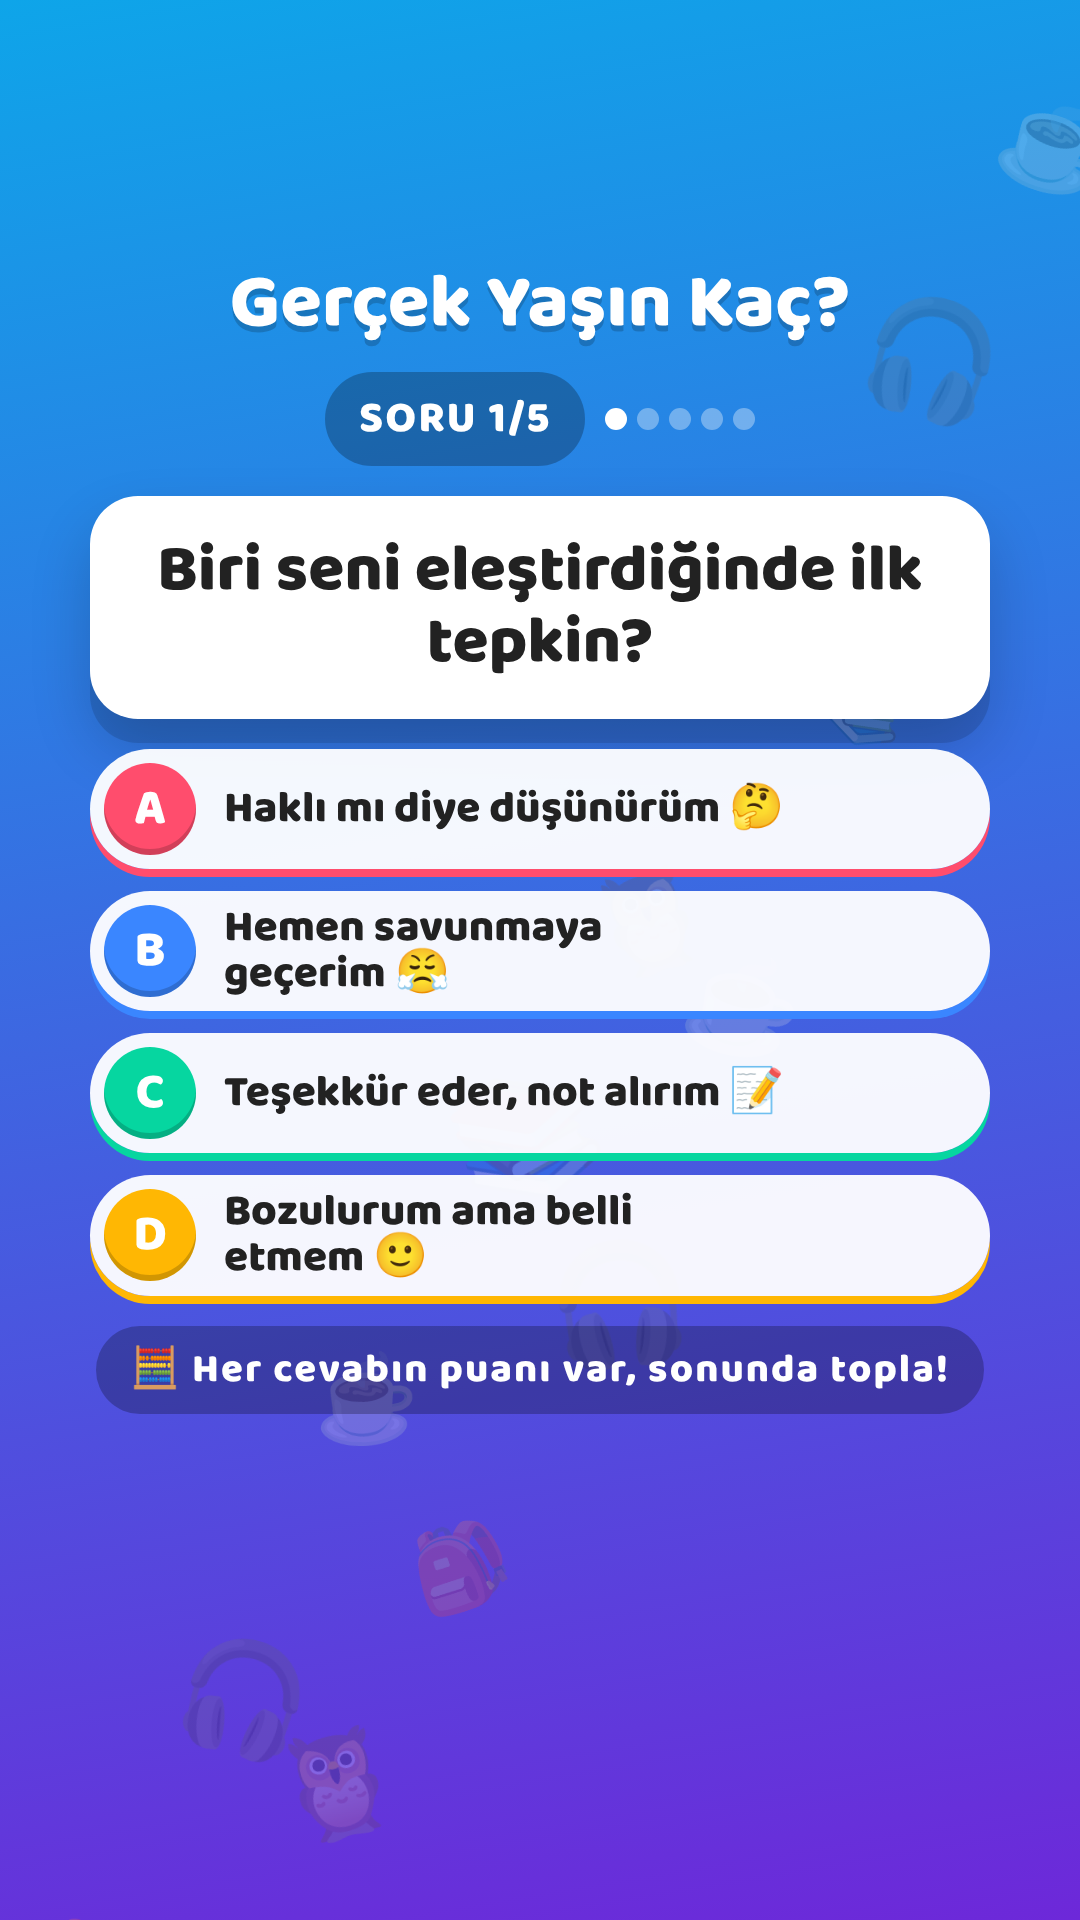 Gerçek Yaşın Kaç?
SORU 1/5
Biri seni eleştirdiğinde ilk
tepkin?
A
Haklı mı diye düşünürüm 🤔
B
Hemen savunmaya
geçerim 😤
C
Teşekkür eder, not alırım 📝
D
Bozulurum ama belli
etmem 🙂
🧮 Her cevabın puanı var, sonunda topla!